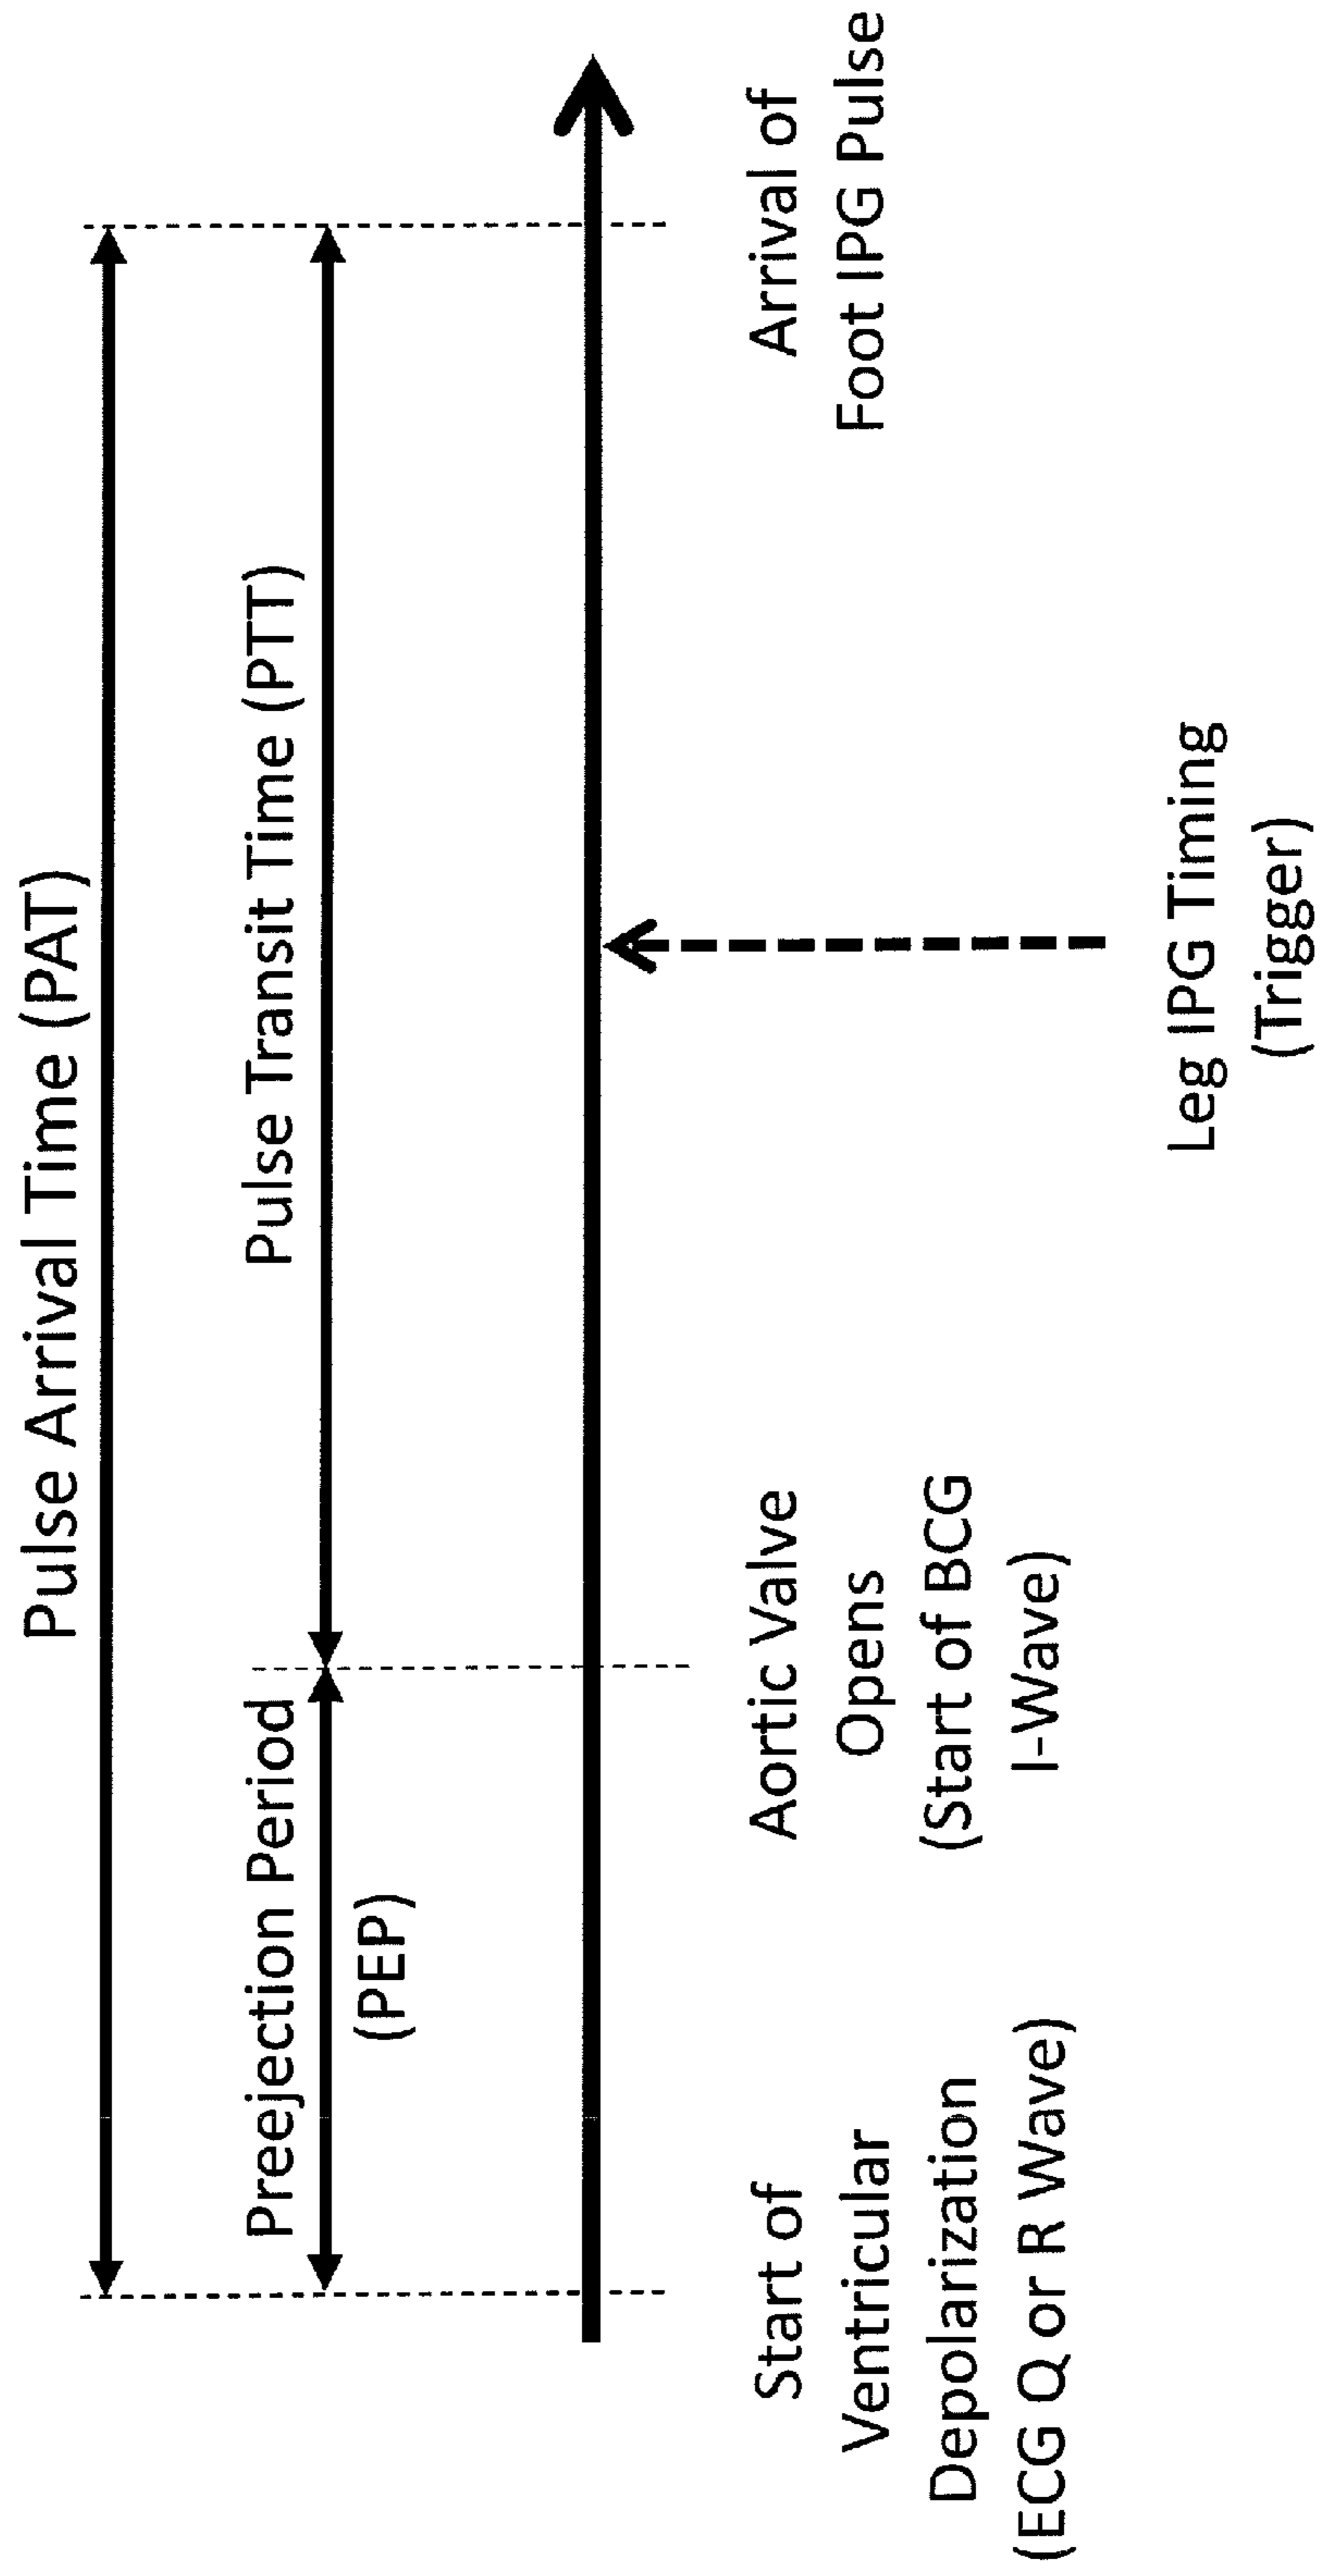 Pulse Arrival Time (PAT)
Preejection Period
(PEP)
Pulse Transit Time (PTT)
Start of
Ventricular
Depolarization
(ECG Q or R Wave)
Aortic Valve
Opens
(Start of BCG
I-Wave)
Arrival of
Foot IPG Pulse
Leg IPG Timing
(Trigger)